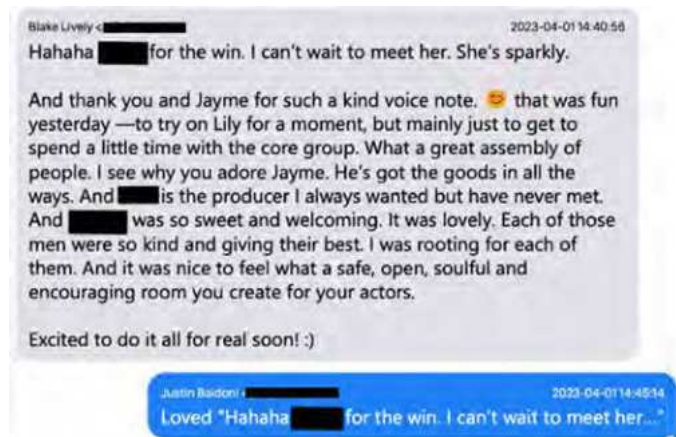 Blake Lively <
2023-04-01 14:40:56
Hahaha for the win. I can't wait to meet her. She's sparkly.
And thank you and Jayme for such a kind voice note. 😊 that was fun
yesterday —to try on Lily for a moment, but mainly just to get to
spend a little time with the core group. What a great assembly of
people. I see why you adore Jayme. He's got the goods in all the
ways. And is the producer I always wanted but have never met.
And was so sweet and welcoming. It was lovely. Each of those
men were so kind and giving their best. I was rooting for each of
them. And it was nice to feel what a safe, open, soulful and
encouraging room you create for your actors.
Excited to do it all for real soon! :)
Justin Baldoni <
2023-04-01 14:45:14
Loved "Hahaha for the win. I can't wait to meet her..."